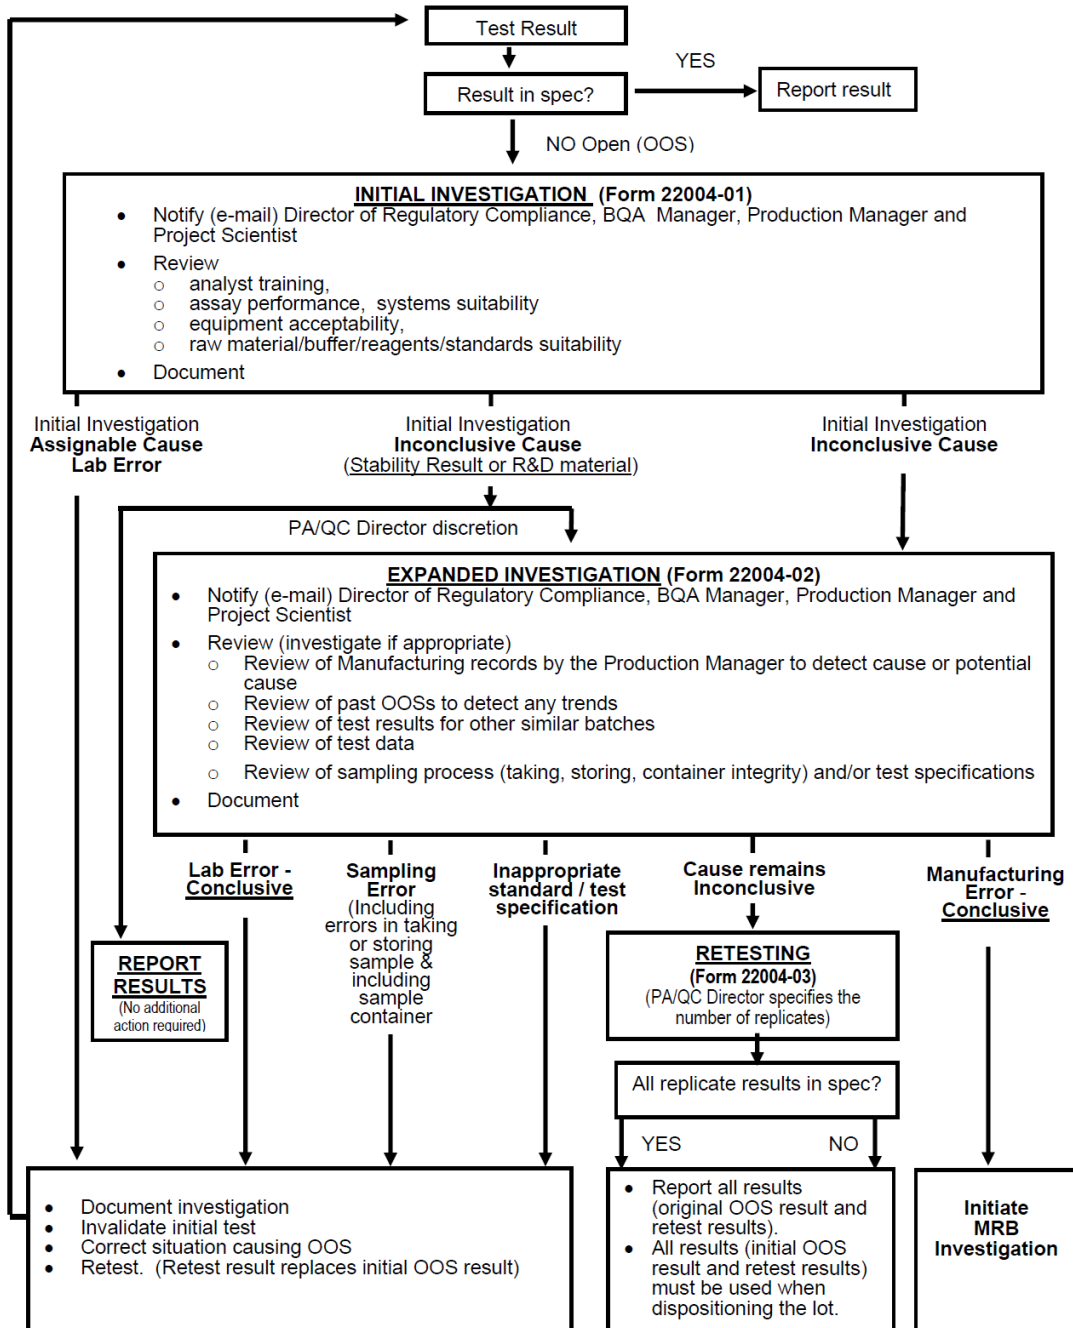 Test Result
YES
Result in spec?
Report result
NO Open (OOS)
INITIAL INVESTIGATION (Form 22004-01)
• Notify (e-mail) Director of Regulatory Compliance, BQA Manager, Production Manager and
Project Scientist
• Review
o analyst training,
o assay performance, systems suitability
o equipment acceptability,
o raw material/buffer/reagents/standards suitability
• Document
Initial Investigation
Assignable Cause
Lab Error
Initial Investigation
Inconclusive Cause
(Stability Result or R&D material)
Initial Investigation
Inconclusive Cause
PA/QC Director discretion
EXPANDED INVESTIGATION (Form 22004-02)
• Notify (e-mail) Director of Regulatory Compliance, BQA Manager, Production Manager and
Project Scientist
• Review (investigate if appropriate)
o Review of Manufacturing records by the Production Manager to detect cause or potential
cause
o Review of past OOSs to detect any trends
o Review of test results for other similar batches
o Review of test data
o Review of sampling process (taking, storing, container integrity) and/or test specifications
• Document
Lab Error -
Conclusive
Sampling
Error
(Including
errors in taking
or storing
sample &
including
sample
container
Inappropriate
standard / test
specification
Cause remains
Inconclusive
Manufacturing
Error -
Conclusive
REPORT
RESULTS
(No additional
action required)
RETESTING
(Form 22004-03)
(PA/QC Director specifies the
number of replicates)
All replicate results in spec?
YES
NO
• Document investigation
• Invalidate initial test
• Correct situation causing OOS
• Retest. (Retest result replaces initial OOS result)
• Report all results
(original OOS result and
retest results).
• All results (initial OOS
result and retest results)
must be used when
dispositioning the lot.
Initiate
MRB
Investigation